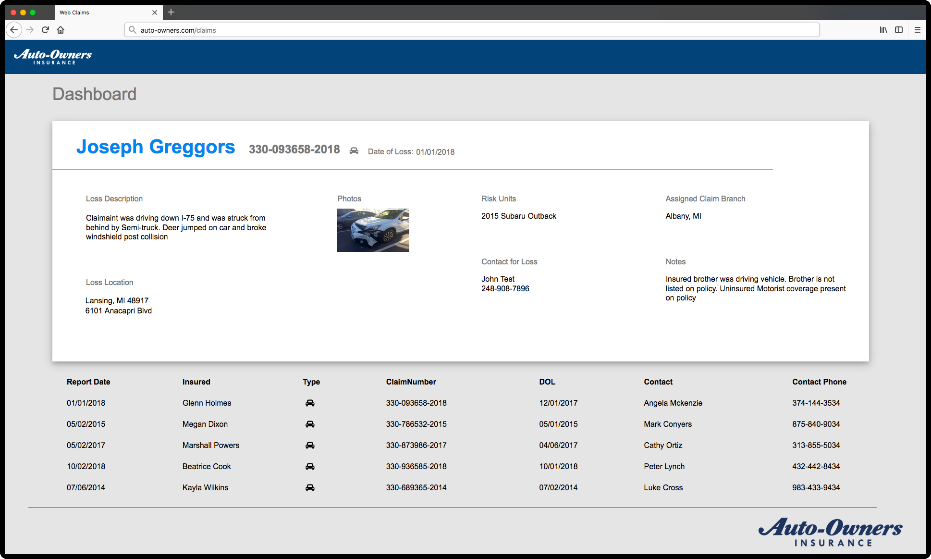 Web Claims
auto-owners.com/claims
Auto-Owners
INSURANCE
Dashboard
Joseph Greggors 330-093658-2018 Date of Loss: 01/01/2018
Loss Description
Claimaint was driving down I-75 and was struck from
behind by Semi-truck. Deer jumped on car and broke
windshield post collision
Loss Location
Lansing, MI 48917
6101 Anacapri Blvd
Photos
Risk Units
2015 Subaru Outback
Contact for Loss
John Test
248-908-7896
Assigned Claim Branch
Albany, MI
Notes
Insured brother was driving vehicle. Brother is not
listed on policy. Uninsured Motorist coverage present
on policy
Report Date Insured Type ClaimNumber DOL Contact Contact Phone
01/01/2018 Glenn Holmes 330-093658-2018 12/01/2017 Angela Mckenzie 374-144-3534
05/02/2015 Megan Dixon 330-786532-2015 05/01/2015 Mark Conyers 875-840-9034
05/02/2017 Marshall Powers 330-873986-2017 04/06/2017 Cathy Ortiz 313-855-5034
10/02/2018 Beatrice Cook 330-936585-2018 10/01/2018 Peter Lynch 432-442-8434
07/06/2014 Kayla Wilkins 330-689365-2014 07/02/2014 Luke Cross 983-433-9434
Auto-Owners
INSURANCE